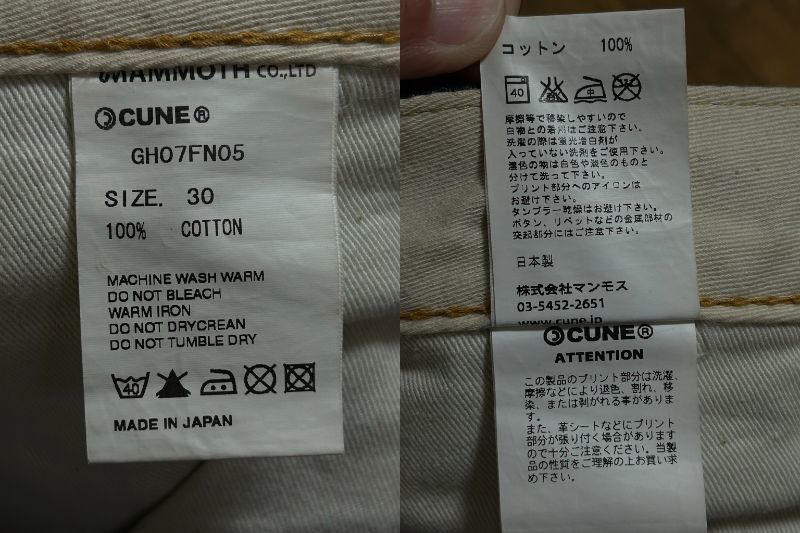 MAMMOTH CO.,LTD
CUNE®
GH07FN05
SIZE. 30
100% COTTON
MACHINE WASH WARM
DO NOT BLEACH
WARM IRON
DO NOT DRYCREAN
DO NOT TUMBLE DRY
40
MADE IN JAPAN
コットン 100%
40 中
摩擦等で移染しやすいので
白物との着用はご注意下さい。
洗濯の際は蛍光増白剤が
入っていない洗剤をご使用下さい。
濃色の物は白色や淡色のものと
分けて洗って下さい。
プリント部分へのアイロンは
お避け下さい。
タンブラー乾燥はお避け下さい。
ボタン、リベットなどの金属部材の
突起部分にはご注意下さい。
日本製
株式会社マンモス
03-5452-2651
www.cune.jp
CUNE®
ATTENTION
この製品のプリント部分は洗濯、
摩擦などにより退色、割れ、移
染、または剥がれる事がありま
す。
また、革シートなどにプリント
部分が張り付く場合があります
ので十分ご注意ください。当製
品の性質をご理解の上お買い求
め下さい。